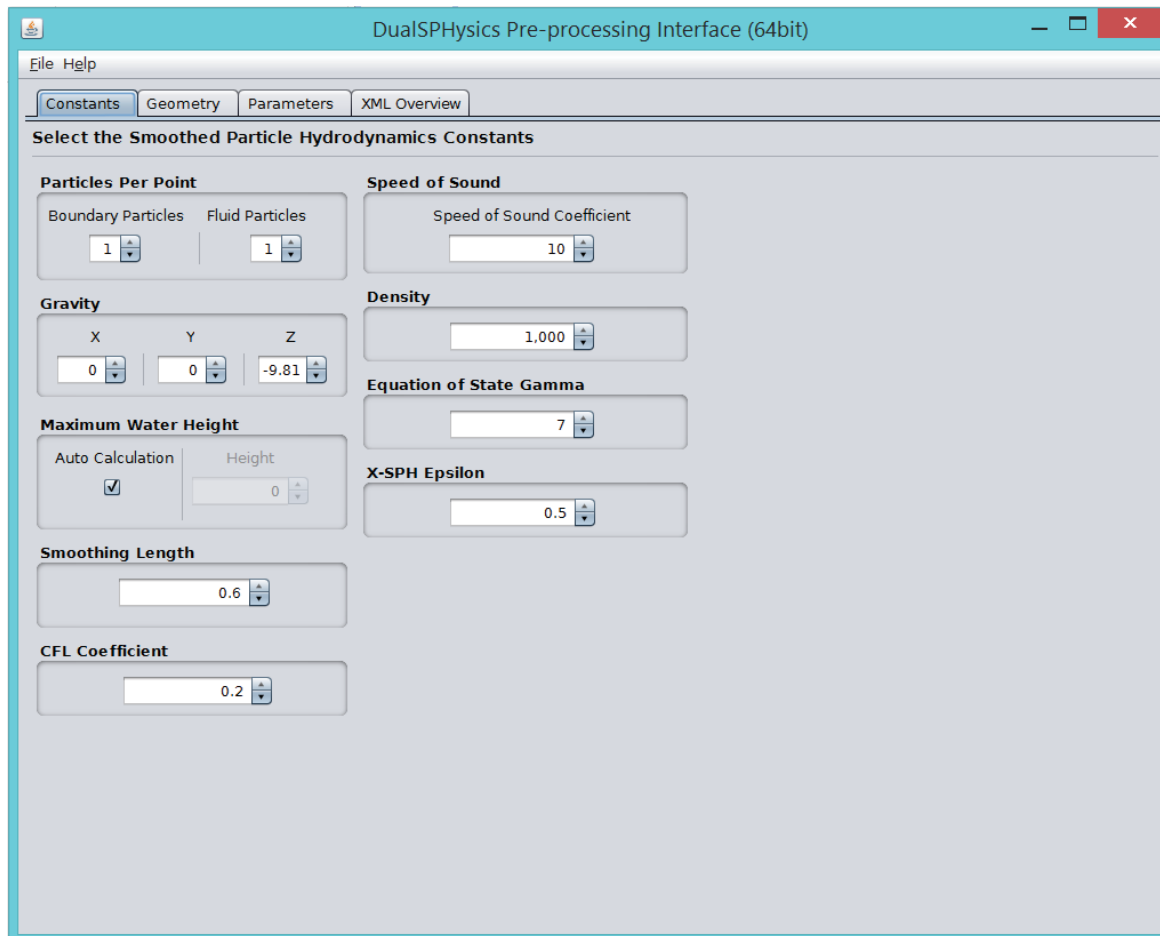 DualSPHysics Pre-processing Interface (64bit)
File Help
Constants Geometry Parameters XML Overview
Select the Smoothed Particle Hydrodynamics Constants
Particles Per Point
Boundary Particles Fluid Particles
1 1
Gravity
X Y Z
0 0 -9.81
Maximum Water Height
Auto Calculation Height
0
Smoothing Length
0.6
CFL Coefficient
0.2
Speed of Sound
Speed of Sound Coefficient
10
Density
1,000
Equation of State Gamma
7
X-SPH Epsilon
0.5